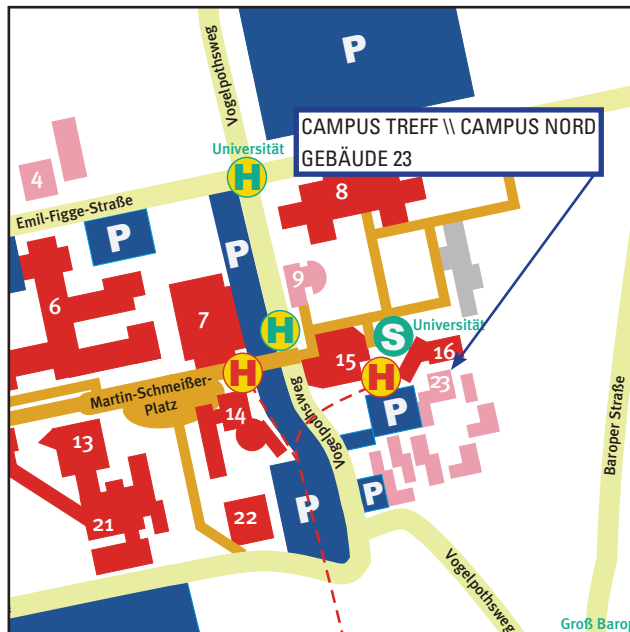 P
Vogelpothsweg
CAMPUS TREFF \\ CAMPUS NORD
GEBÄUDE 23
Universität
H
4
8
Emil-Figge-Straße
P
P
9
6
7
H
S
Universität
15
16
H
H
23
Martin-Schmeißer-
Platz
14
P
Vogelpothsweg
Baroper Straße
13
P
P
21
22
Vogelpothsweg
Groß Barop